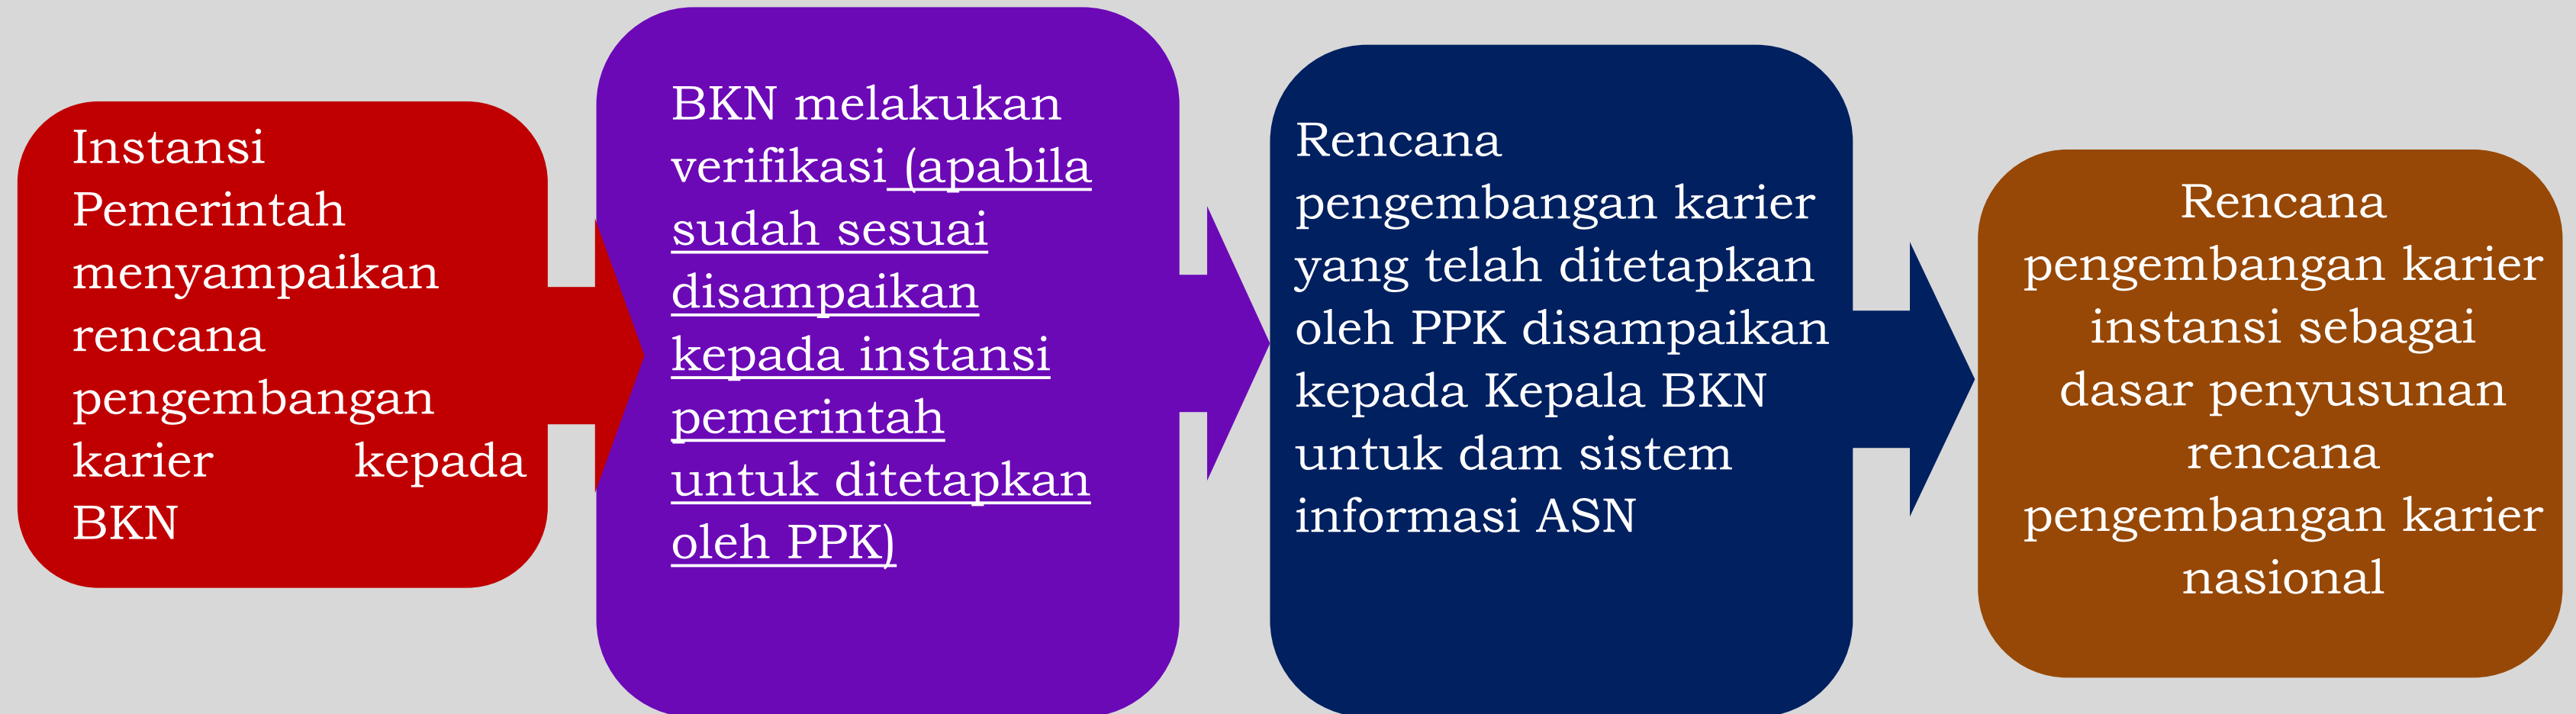 Instansi
Pemerintah
menyampaikan
rencana
pengembangan
karier kepada
BKN
BKN melakukan
verifikasi (apabila
sudah sesuai
disampaikan
kepada instansi
pemerintah
untuk ditetapkan
oleh PPK)
Rencana
pengembangan karier
yang telah ditetapkan
oleh PPK disampaikan
kepada Kepala BKN
untuk dam sistem
informasi ASN
Rencana
pengembangan karier
instansi sebagai
dasar penyusunan
rencana
pengembangan karier
nasional